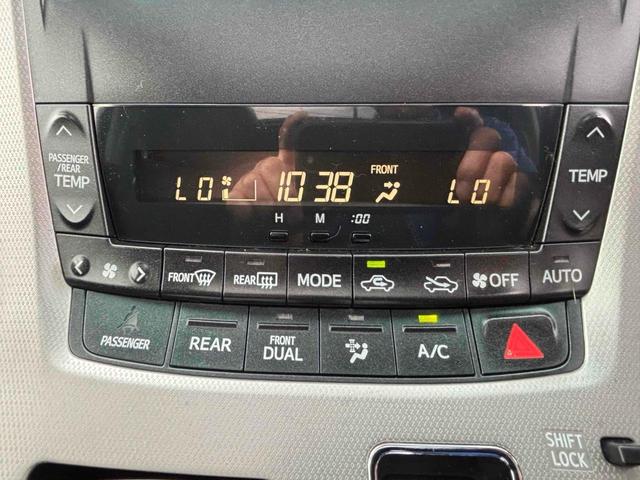 FRONT
PASSENGER
/REAR
TEMP
TEMP
LO 10 38 LO
H M :00
FRONT REAR MODE OFF AUTO
PASSENGER REAR FRONT
DUAL A/C
SHIFT
LOCK